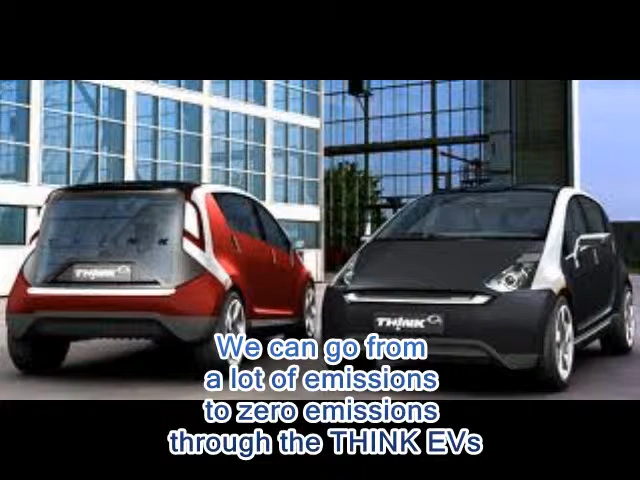 THINK
THINK
We can go from
a lot of emissions
to zero emissions
through the THINK EVs